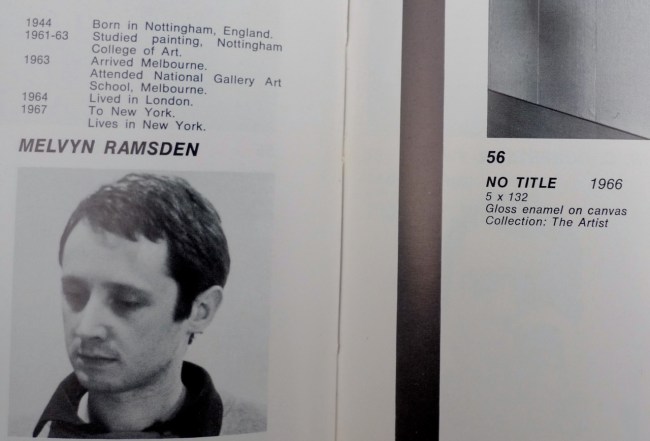 1944 Born in Nottingham, England.
1961-63 Studied painting, Nottingham
College of Art.
1963 Arrived Melbourne.
Attended National Gallery Art
School, Melbourne.
1964 Lived in London.
1967 To New York.
Lives in New York.
MELVYN RAMSDEN
56
NO TITLE 1966
5 x 132
Gloss enamel on canvas
Collection: The Artist